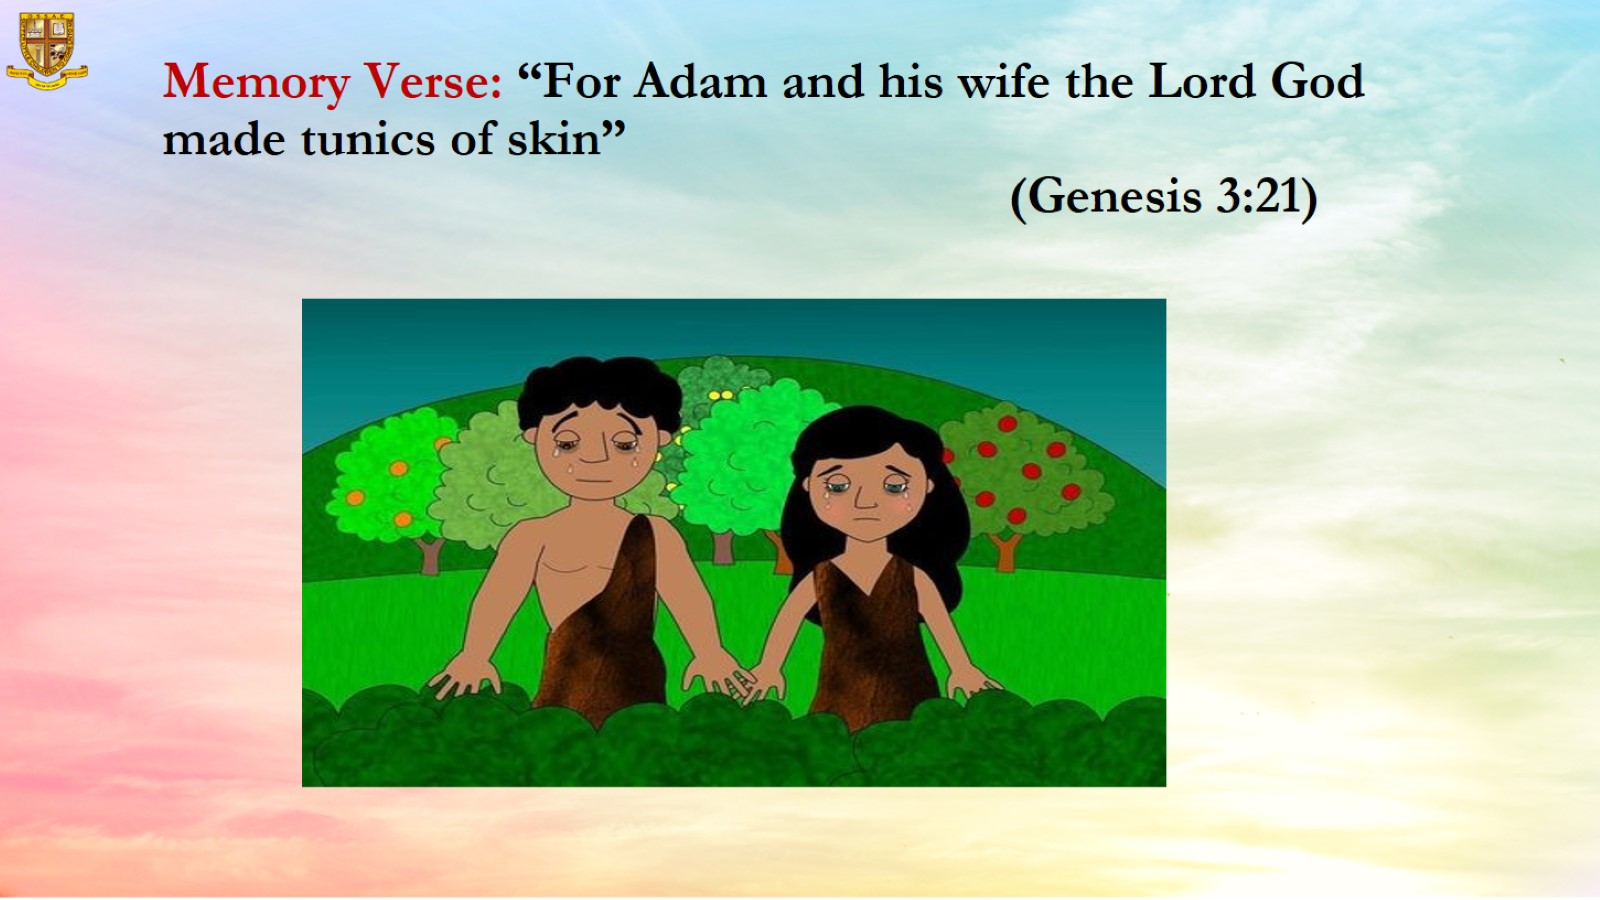 Memory Verse: “For Adam and his wife the Lord God
made tunics of skin”
(Genesis 3:21)